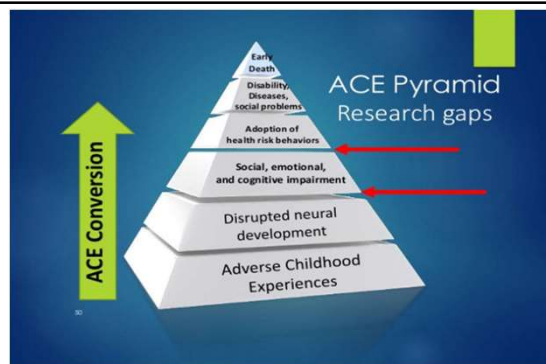 ACE Pyramid
Research gaps
Early
Death
Disability,
Diseases,
social problems
Adoption of
health risk behaviors
Social, emotional,
and cognitive impairment
Disrupted neural
development
Adverse Childhood
Experiences
ACE Conversion